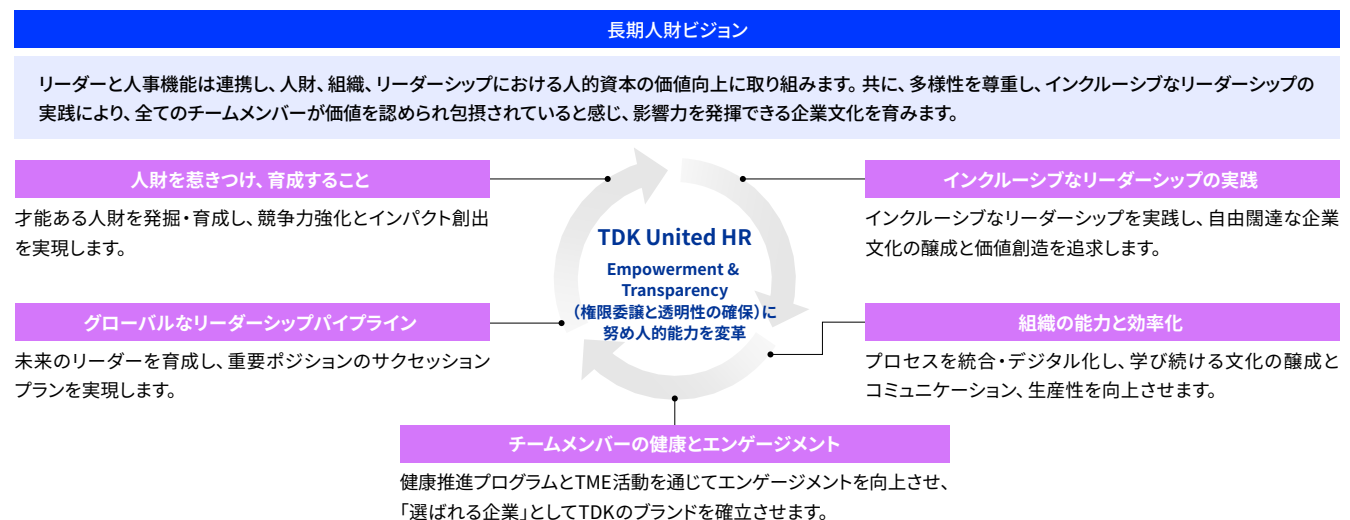 長期人財ビジョン
リーダーと人事機能は連携し、人財、組織、リーダーシップにおける人的資本の価値向上に取り組みます。共に、多様性を尊重し、インクルーシブなリーダーシップの
実践により、全てのチームメンバーが価値を認められ包摂されていると感じ、影響力を発揮できる企業文化を育みます。
人財を惹きつけ、育成すること
才能ある人財を発掘・育成し、競争力強化とインパクト創出
を実現します。
インクルーシブなリーダーシップの実践
インクルーシブなリーダーシップを実践し、自由闊達な企業
文化の醸成と価値創造を追求します。
TDK United HR
Empowerment &
Transparency
（権限委譲と透明性の確保）に
努め人的能力を変革
グローバルなリーダーシップパイプライン
未来のリーダーを育成し、重要ポジションのサクセッション
プランを実現します。
組織の能力と効率化
プロセスを統合・デジタル化し、学び続ける文化の醸成と
コミュニケーション、生産性を向上させます。
チームメンバーの健康とエンゲージメント
健康推進プログラムとTME活動を通じてエンゲージメントを向上させ、
「選ばれる企業」としてTDKのブランドを確立させます。